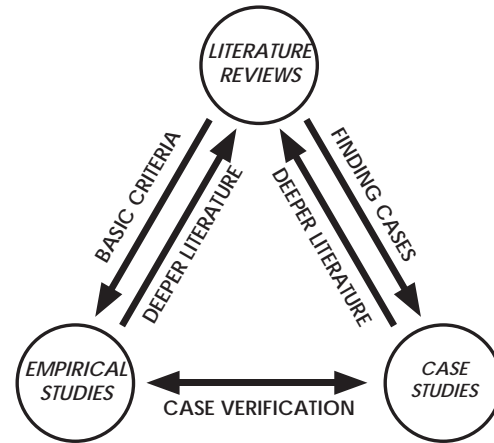 LITERATURE
REVIEWS
BASIC CRITERIA
DEEPER LITERATURE
DEEPER LITERATURE
FINDING CASES
EMPIRICAL
STUDIES
CASE
STUDIES
CASE VERIFICATION